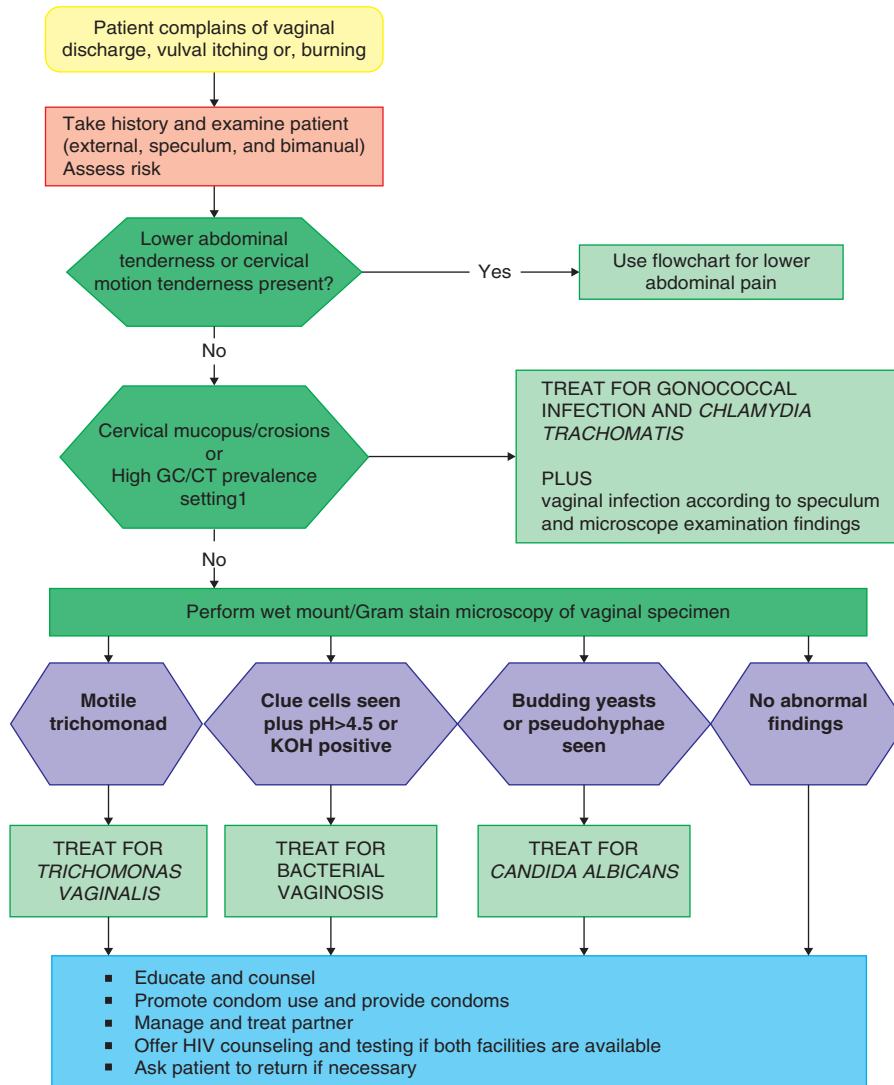 Patient complains of vaginal
discharge, vulval itching or, burning
Take history and examine patient
(external, speculum, and bimanual)
Assess risk
Lower abdominal
tenderness or cervical
motion tenderness present?
Yes
Use flowchart for lower
abdominal pain
No
Cervical mucopus/crosions
or
High GC/CT prevalence
setting1
TREAT FOR GONOCOCCAL
INFECTION AND CHLAMYDIA
TRACHOMATIS
PLUS
vaginal infection according to speculum
and microscope examination findings
No
Perform wet mount/Gram stain microscopy of vaginal specimen
Motile
trichomonad
Clue cells seen
plus pH>4.5 or
KOH positive
Budding yeasts
or pseudohyphae
seen
No abnormal
findings
TREAT FOR
TRICHOMONAS
VAGINALIS
TREAT FOR
BACTERIAL
VAGINOSIS
TREAT FOR
CANDIDA ALBICANS
▪ Educate and counsel
▪ Promote condom use and provide condoms
▪ Manage and treat partner
▪ Offer HIV counseling and testing if both facilities are available
▪ Ask patient to return if necessary